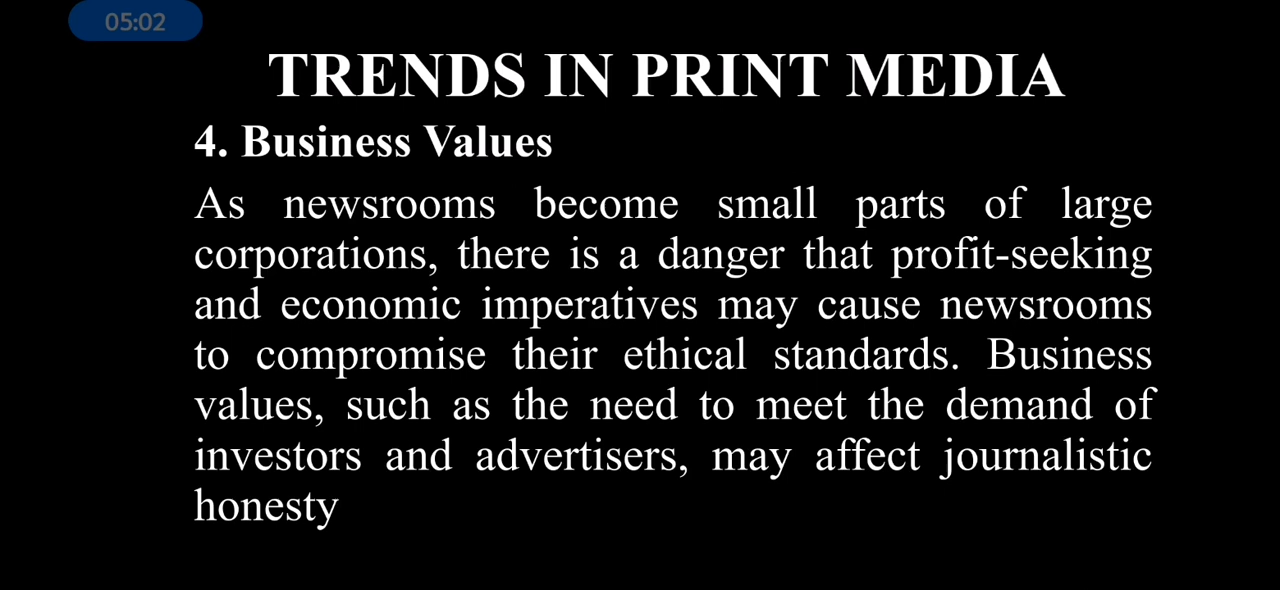 05:02
TRENDS IN PRINT MEDIA
4. Business Values
As newsrooms become small parts of large
corporations, there is a danger that profit-seeking
and economic imperatives may cause newsrooms
to compromise their ethical standards. Business
values, such as the need to meet the demand of
investors and advertisers, may affect journalistic
honesty